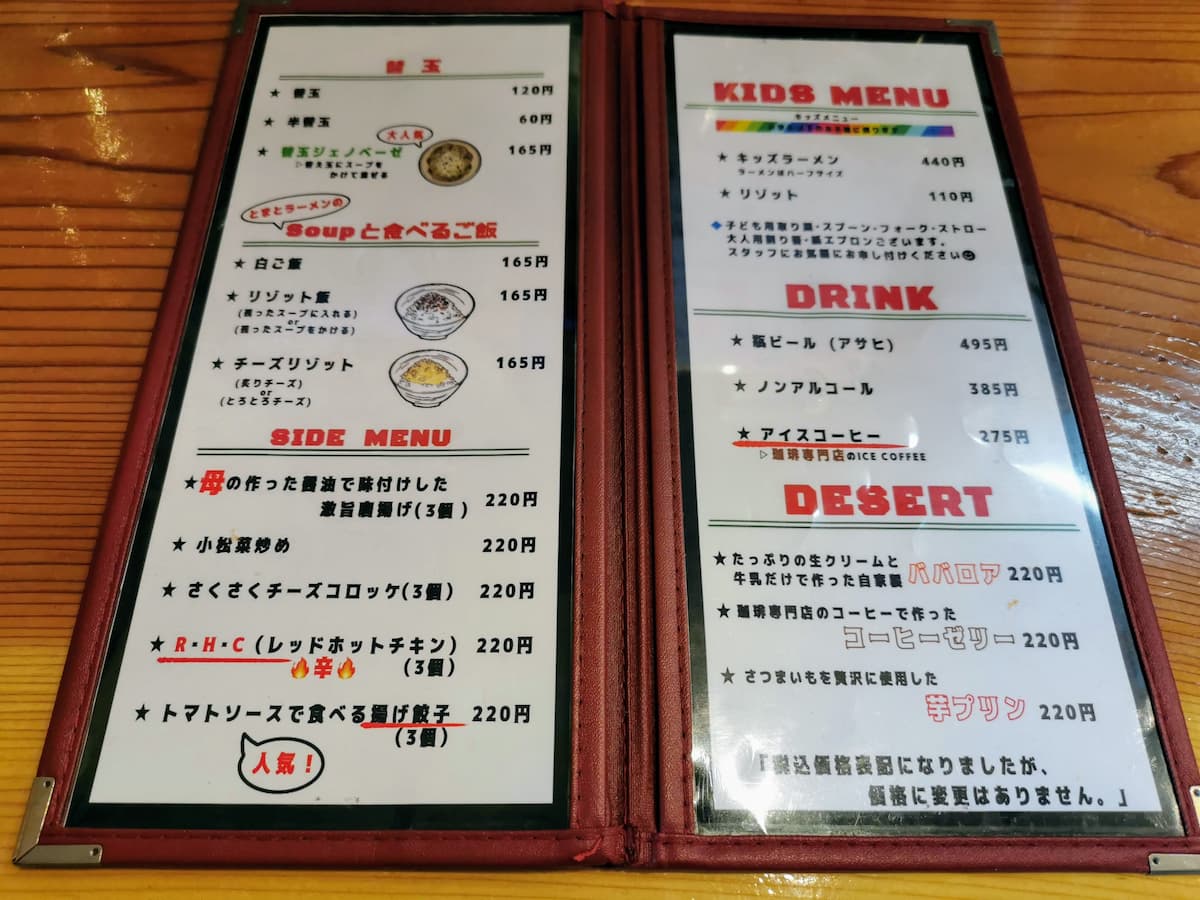 替玉
★ 替玉 120円
★ 半替玉 60円
大人気
★ 替玉ジェノベーゼ 165円
▷替え玉にスープを
かけて混ぜる
とまとラーメンの
Soupと食べるご飯
★ 白ご飯 165円
★ リゾット飯 165円
(残ったスープに入れる)
or
(残ったスープをかける)
★ チーズリゾット 165円
(炙りチーズ)
or
(とろとろチーズ)
SIDE MENU
★母の作った醤油で味付けした
激旨唐揚げ(3個) 220円
★ 小松菜炒め 220円
★ さくさくチーズコロッケ(3個) 220円
★ R・H・C(レッドホットチキン) 220円
🔥辛🔥 (3個)
★ トマトソースで食べる揚げ餃子 220円
(3個)
人気！
KIDS MENU
キッズメニュー
★ キッズラーメン 440円
ラーメンはハーフサイズ
★ リゾット 110円
🔹子ども用取り皿・スプーン・フォーク・ストロー
大人用割り箸・紙エプロンございます。
スタッフにお気軽にお申し付けください😊
DRINK
★ 瓶ビール (アサヒ) 495円
★ ノンアルコール 385円
★ アイスコーヒー 275円
▷珈琲専門店のICE COFFEE
DESERT
★たっぷりの生クリームと
牛乳だけで作った自家製 ババロア 220円
★ 珈琲専門店のコーヒーで作った
コーヒーゼリー 220円
★ さつまいもを贅沢に使用した
芋プリン 220円
「税込価格表記になりましたが、
価格に変更はありません。」